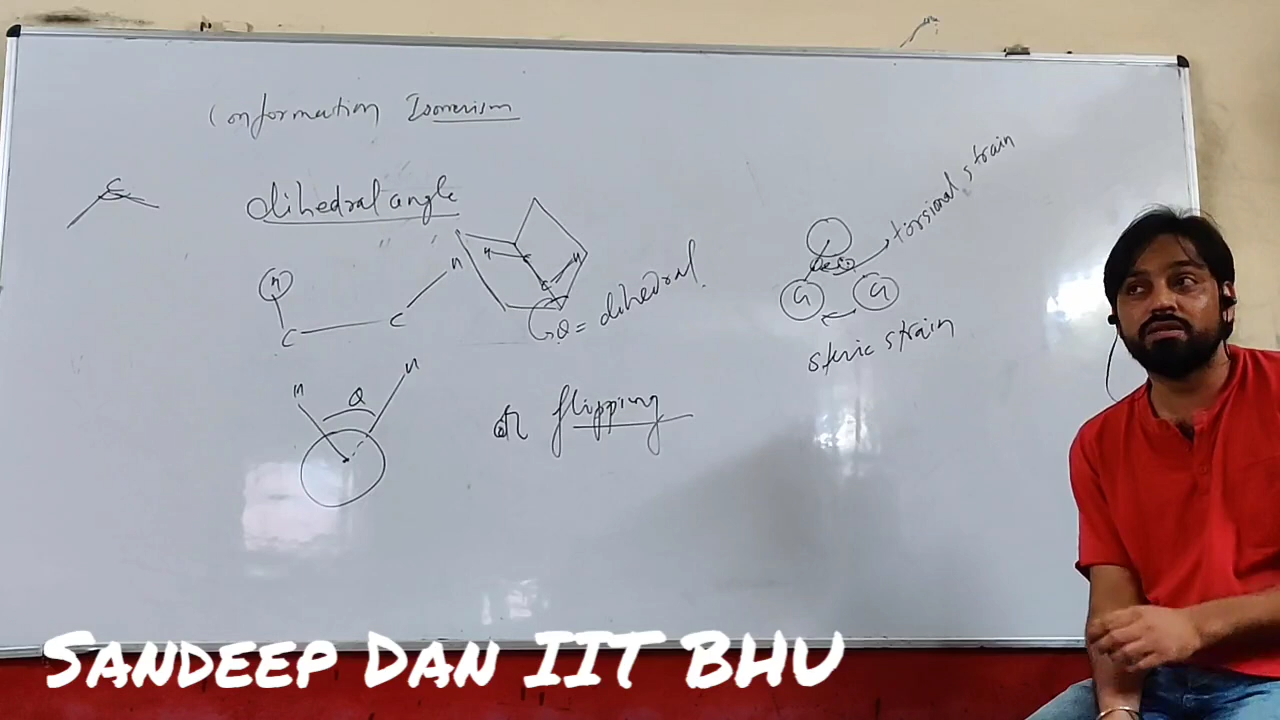 Conformation Isomerism
C
dihedral angle
H
H
C
C
H
H
C
C
θ = dihedral
torsional strain
steric strain
H
H
θ
flipping
SANDEEP DAN IIT BHU